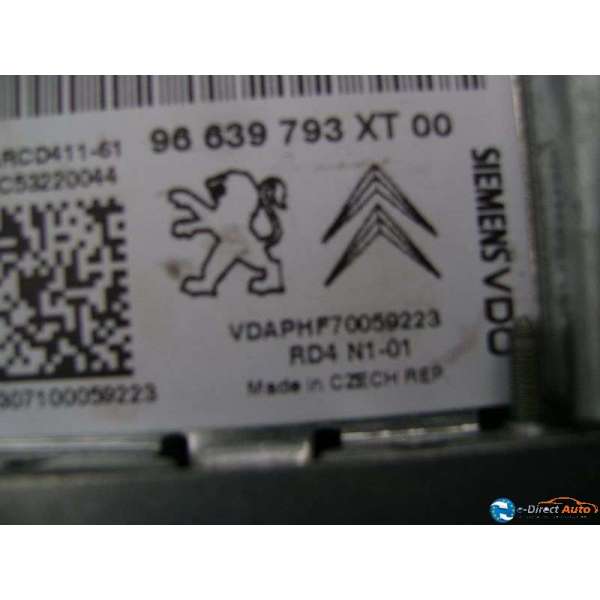 RCD411-61
96 639 793 XT 00
C53220044
SIEMENS VDO
VDAPHF70059223
RD4 N1-01
Made in CZECH REP
307100059223
e-Direct Auto